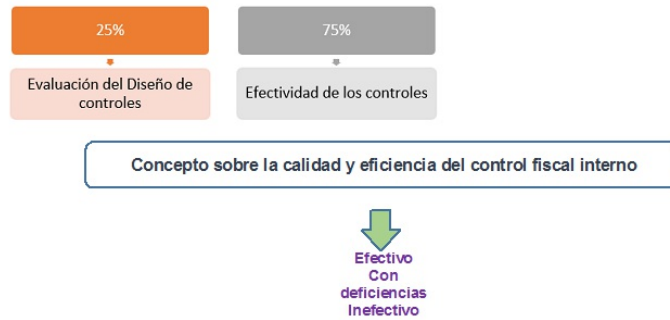 25%
75%
Evaluación del Diseño de
controles
Efectividad de los controles
Concepto sobre la calidad y eficiencia del control fiscal interno
Efectivo
Con
deficiencias
Inefectivo